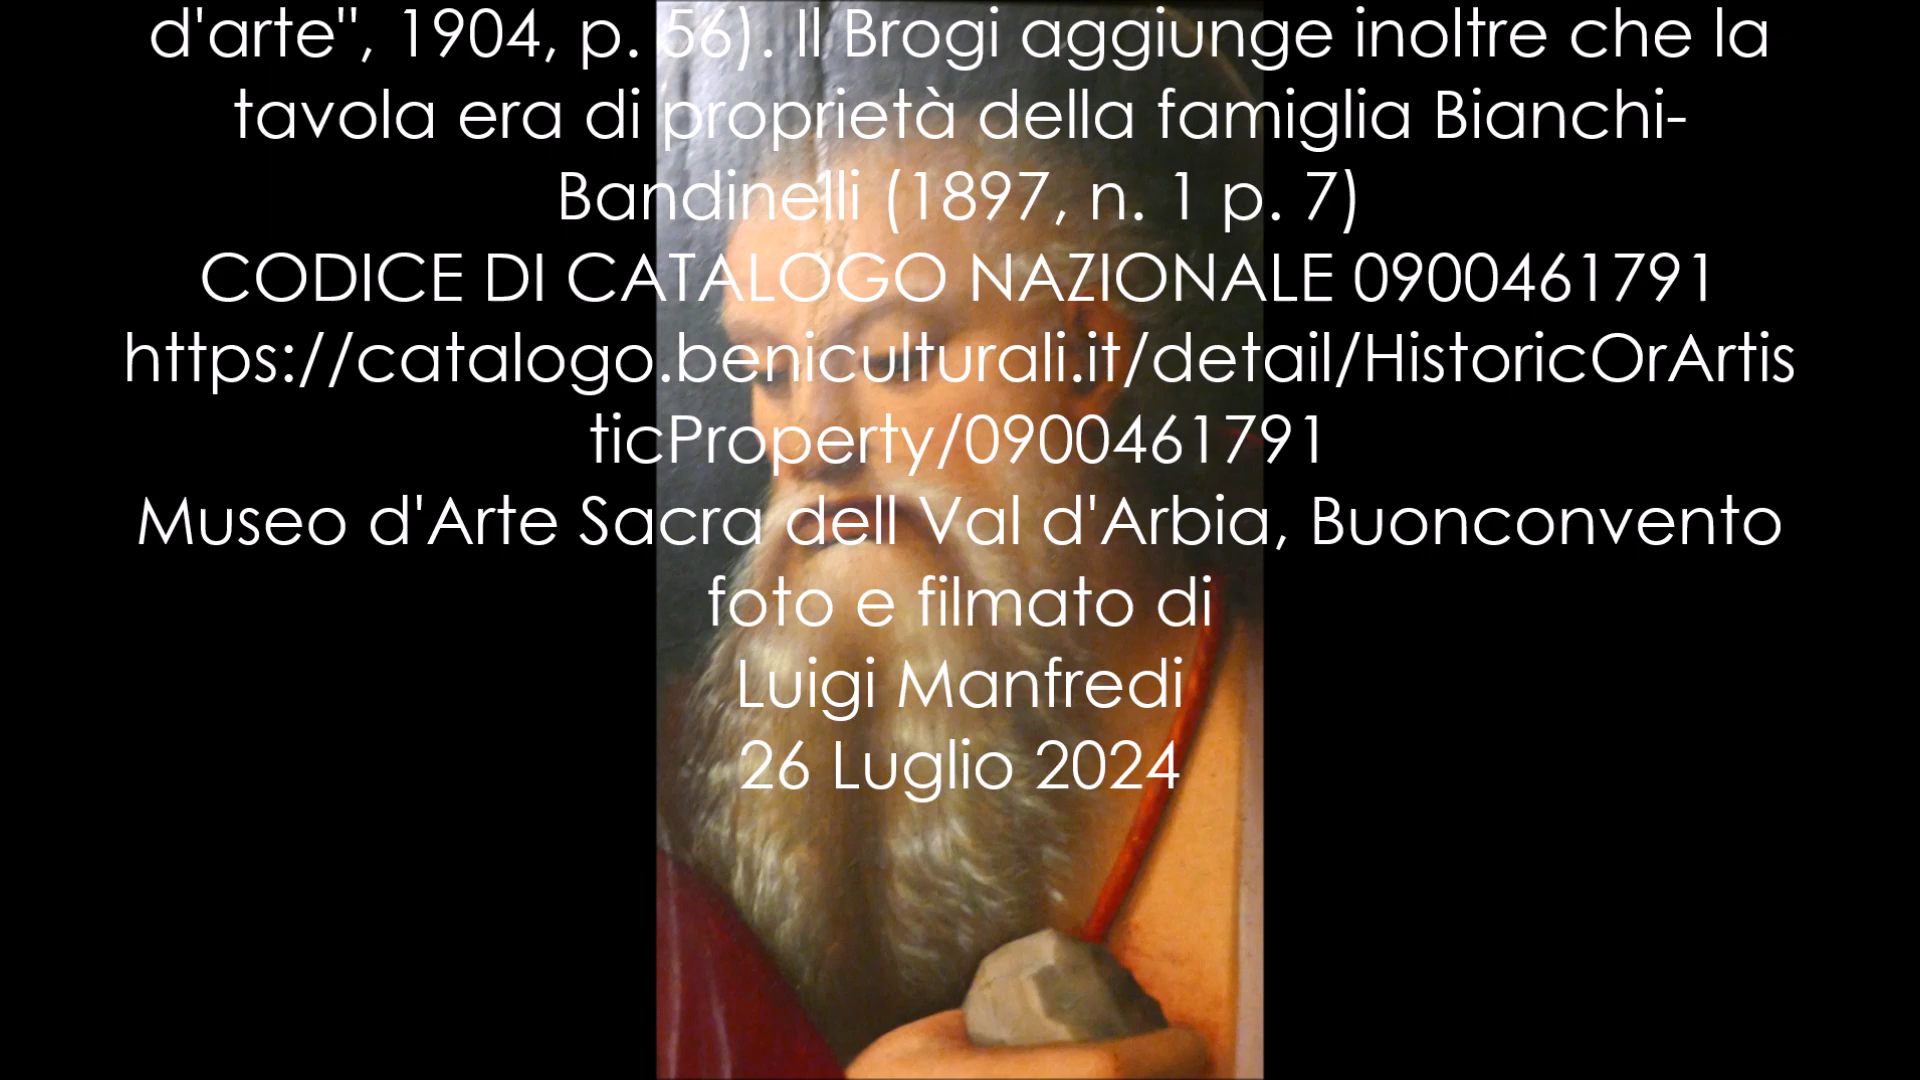 d'arte", 1904, p. 56). Il Brogi aggiunge inoltre che la
tavola era di proprietà della famiglia Bianchi-
Bandinelli (1897, n. 1 p. 7)
CODICE DI CATALOGO NAZIONALE 0900461791
https://catalogo.beniculturali.it/detail/HistoricOrArtis
ticProperty/0900461791
Museo d'Arte Sacra dell Val d'Arbia, Buonconvento
foto e filmato di
Luigi Manfredi
26 Luglio 2024